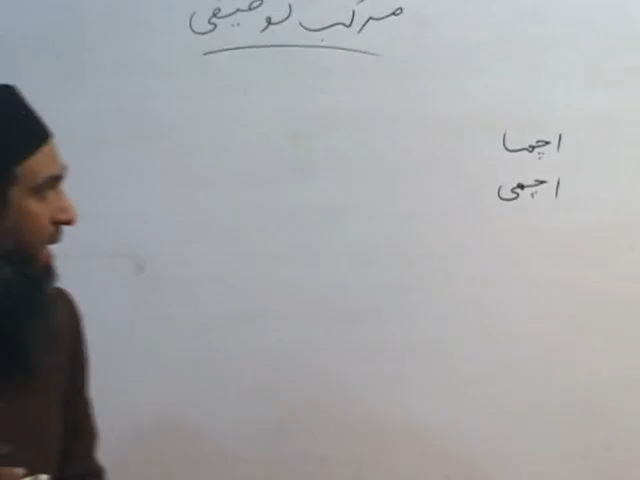 مرکب توصیفی
اچھا
اچھی